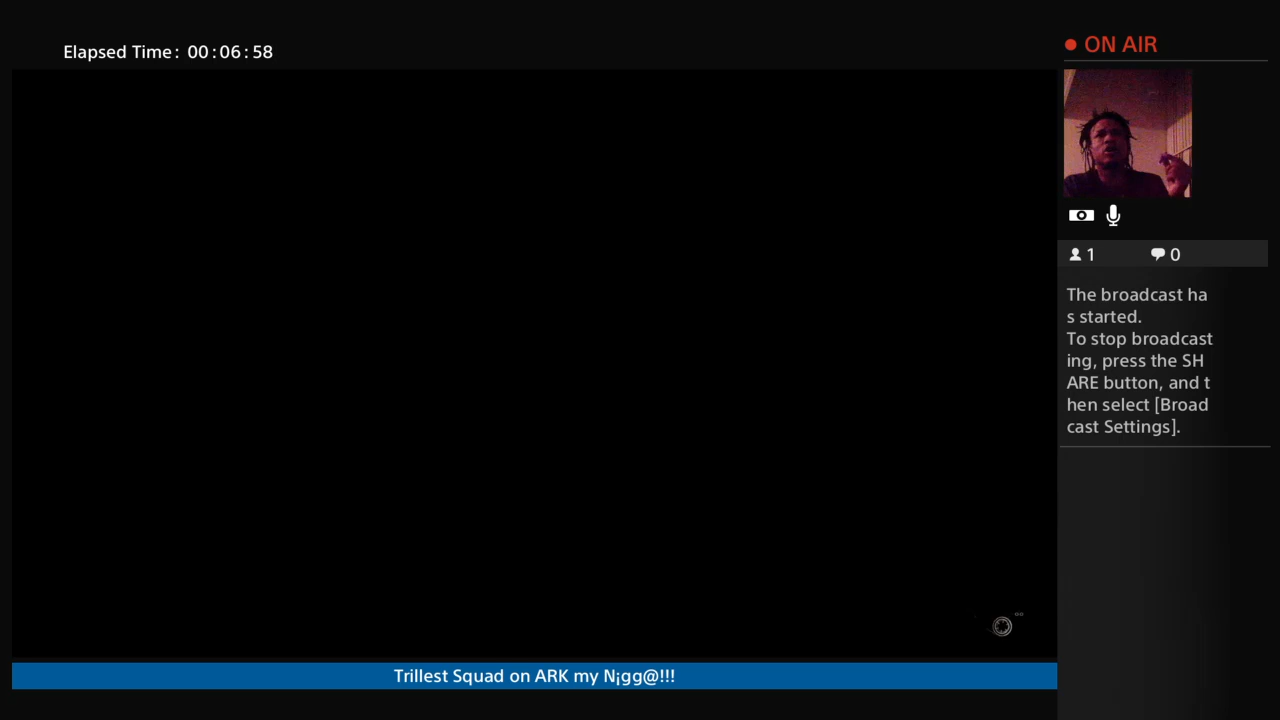 Elapsed Time: 00:06:58
ON AIR
1 0
The broadcast ha
s started.
To stop broadcast
ing, press the SH
ARE button, and t
hen select [Broad
cast Settings].
Trillest Squad on ARK my N¡gg@!!!